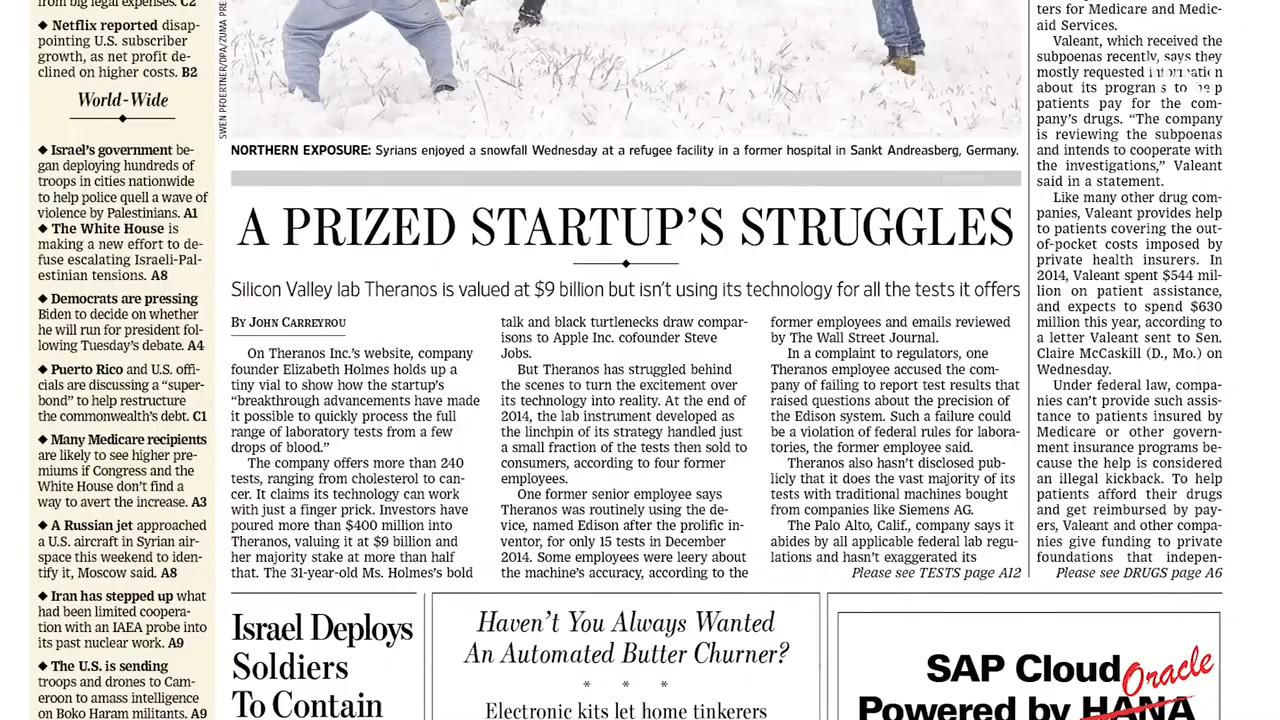 from big legal expenses. C2
◆ Netflix reported disap-
pointing U.S. subscriber
growth, as net profit de-
clined on higher costs. B2
World-Wide
◆ Israel's government be-
gan deploying hundreds of
troops in cities nationwide
to help police quell a wave of
violence by Palestinians. A1
◆ The White House is
making a new effort to de-
fuse escalating Israeli-Pal-
estinian tensions. A8
◆ Democrats are pressing
Biden to decide on whether
he will run for president fol-
lowing Tuesday's debate. A4
◆ Puerto Rico and U.S. offi-
cials are discussing a "super-
bond" to help restructure
the commonwealth's debt. C1
◆ Many Medicare recipients
are likely to see higher pre-
miums if Congress and the
White House don't find a
way to avert the increase. A3
◆ A Russian jet approached
a U.S. aircraft in Syrian air-
space this weekend to iden-
tify it, Moscow said. A8
◆ Iran has stepped up what
had been limited coopera-
tion with an IAEA probe into
its past nuclear work. A9
◆ The U.S. is sending
troops and drones to Cam-
eroon to amass intelligence
on Boko Haram militants. A9
SWEN PFOERTNER/DPA/ZUMA PRE
NORTHERN EXPOSURE: Syrians enjoyed a snowfall Wednesday at a refugee facility in a former hospital in Sankt Andreasberg, Germany.
A PRIZED STARTUP'S STRUGGLES
Silicon Valley lab Theranos is valued at $9 billion but isn't using its technology for all the tests it offers
BY JOHN CARREYROU
On Theranos Inc.'s website, company
founder Elizabeth Holmes holds up a
tiny vial to show how the startup's
"breakthrough advancements have made
it possible to quickly process the full
range of laboratory tests from a few
drops of blood."
The company offers more than 240
tests, ranging from cholesterol to can-
cer. It claims its technology can work
with just a finger prick. Investors have
poured more than $400 million into
Theranos, valuing it at $9 billion and
her majority stake at more than half
that. The 31-year-old Ms. Holmes's bold
talk and black turtlenecks draw compar-
isons to Apple Inc. cofounder Steve
Jobs.
But Theranos has struggled behind
the scenes to turn the excitement over
its technology into reality. At the end of
2014, the lab instrument developed as
the linchpin of its strategy handled just
a small fraction of the tests then sold to
consumers, according to four former
employees.
One former senior employee says
Theranos was routinely using the de-
vice, named Edison after the prolific in-
ventor, for only 15 tests in December
2014. Some employees were leery about
the machine's accuracy, according to the
former employees and emails reviewed
by The Wall Street Journal.
In a complaint to regulators, one
Theranos employee accused the com-
pany of failing to report test results that
raised questions about the precision of
the Edison system. Such a failure could
be a violation of federal rules for labora-
tories, the former employee said.
Theranos also hasn't disclosed pub-
licly that it does the vast majority of its
tests with traditional machines bought
from companies like Siemens AG.
The Palo Alto, Calif., company says it
abides by all applicable federal lab regu-
lations and hasn't exaggerated its
Please see TESTS page A12
ters for Medicare and Medic-
aid Services.
Valeant, which received the
subpoenas recently, says they
mostly requested information
about its programs to help
patients pay for the com-
pany's drugs. "The company
is reviewing the subpoenas
and intends to cooperate with
the investigations," Valeant
said in a statement.
Like many other drug com-
panies, Valeant provides help
to patients covering the out-
of-pocket costs imposed by
private health insurers. In
2014, Valeant spent $544 mil-
lion on patient assistance,
and expects to spend $630
million this year, according to
a letter Valeant sent to Sen.
Claire McCaskill (D., Mo.) on
Wednesday.
Under federal law, compa-
nies can't provide such assis-
tance to patients insured by
Medicare or other govern-
ment insurance programs be-
cause the help is considered
an illegal kickback. To help
patients afford their drugs
and get reimbursed by pay-
ers, Valeant and other compa-
nies give funding to private
foundations that indepen-
Please see DRUGS page A6
Israel Deploys
Soldiers
To Contain
Haven't You Always Wanted
An Automated Butter Churner?
* * *
Electronic kits let home tinkerers
SAP Cloud Oracle
Powered by HANA